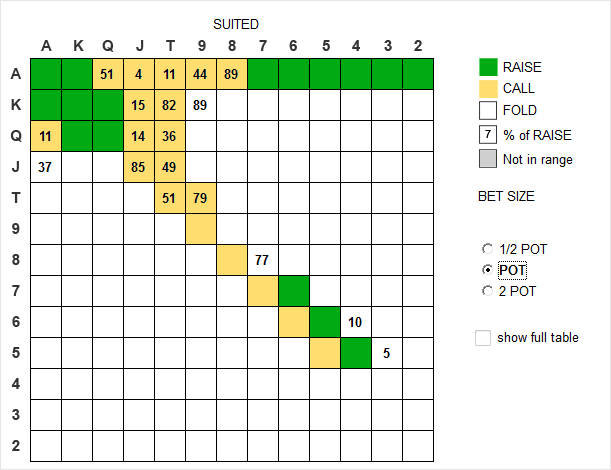 SUITED
A K Q J T 9 8 7 6 5 4 3 2
A 51 4 11 44 89
K 15 82 89
Q 11 14 36
J 37 85 49
T 51 79
9
8 77
7
6 10
5 5
4
3
2
RAISE
CALL
FOLD
7 % of RAISE
Not in range
BET SIZE
1/2 POT
POT
2 POT
show full table